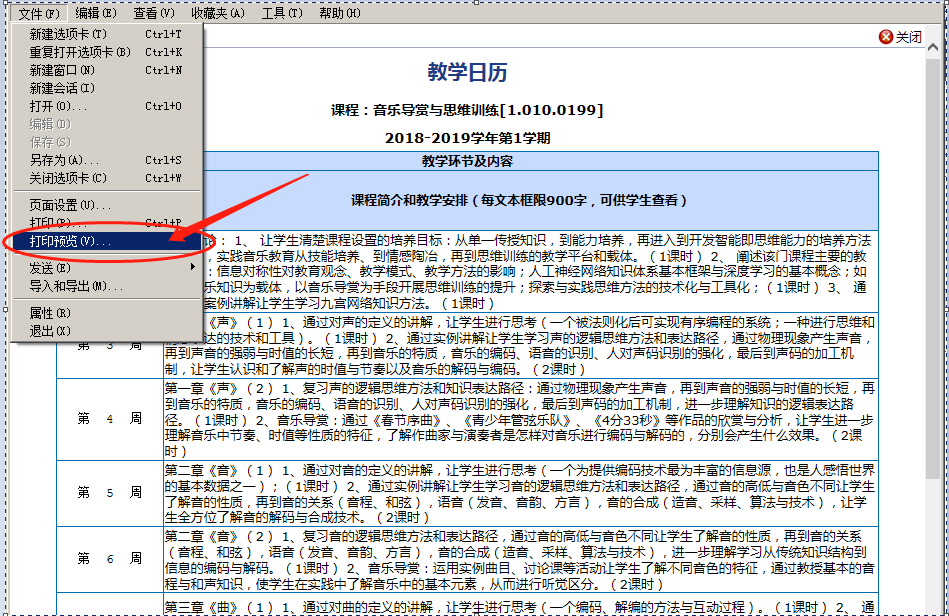 文件(F) 编辑(E) 查看(V) 收藏夹(A) 工具(T) 帮助(H)
新建选项卡(T) Ctrl+T
重复打开选项卡(B) Ctrl+K
新建窗口(N) Ctrl+N
新建会话(I)
打开(O)... Ctrl+O
编辑(D)
保存(S)
另存为(A)... Ctrl+S
关闭选项卡(C) Ctrl+W
页面设置(U)...
打印(P)... Ctrl+P
打印预览(V)...
发送(E)
导入和导出(M)...
属性(R)
退出(X)
关闭
教学日历
课程：音乐导赏与思维训练[1.010.0199]
2018-2019学年第1学期
教学环节及内容
课程简介和教学安排（每文本框限900字，可供学生查看）
：1、 让学生清楚课程设置的培养目标：从单一传授知识，到能力培养，再进入到开发智能即思维能力的培养方法
，实践音乐教育从技能培养、到情感陶冶，再到思维训练的教学平台和载体。（1课时） 2、 阐述该门课程主要的教
：信息对称性对教育观念、教学模式、教学方法的影响；人工神经网络知识体系基本框架与深度学习的基本概念；如
乐知识为载体，以音乐导赏为手段开展思维训练的提升；探索与实践思维方法的技术化与工具化；（1课时） 3、 通
案例讲解让学生学习九宫网络知识方法。（1课时）
《声》（1） 1、通过对声的定义的讲解，让学生进行思考（一个被法则化后可实现有序编程的系统；一种进行思维和
达的技术和工具）。（1课时） 2、通过实例讲解让学生学习声的逻辑思维方法和表达路径，通过物理现象产生声音，
第 3 周
再到声音的强弱与时值的长短，再到音乐的特质，音乐的编码、语音的识别、人对声码识别的强化，最后到声码的加工机
制，让学生认识和了解声的时值与节奏以及音乐的解码与编码。（2课时）
第 4 周
第一章《声》（2） 1、复习声的逻辑思维方法和知识表达路径：通过物理现象产生声音，再到声音的强弱与时值的长短，再
到音乐的特质，音乐的编码、语音的识别、人对声码识别的强化，最后到声码的加工机制，进一步理解知识的逻辑表达路
径。（1课时） 2、音乐导赏：通过《春节序曲》、《青少年管弦乐队》、《4分33秒》等作品的欣赏与分析，让学生进一步
理解音乐中节奏、时值等性质的特征，了解作曲家与演奏者是怎样对音乐进行编码与解码的，分别会产生什么效果。（2课
时）
第 5 周
第二章《音》（1） 1、通过对音的定义的讲解，让学生进行思考（一个为提供编码技术最为丰富的信息源，也是人感悟世界
的基本数据之一）；（1课时） 2、通过实例讲解让学生学习音的逻辑思维方法和表达路径，通过音的高低与音色不同让学生
了解音的性质，再到音的关系（音程、和弦），语音（发音、音韵、方言），音的合成（造音、采样、算法与技术），让学
生全方位了解音的解码与合成技术。（2课时）
第 6 周
第二章《音》（2） 1、复习音的逻辑思维方法和表达路径，通过音的高低与音色不同让学生了解音的性质，再到音的关系
（音程、和弦），语音（发音、音韵、方言），音的合成（造音、采样、算法与技术），进一步理解学习从传统知识结构到
信息的编码与解码。（1课时） 2、音乐导赏：运用实例曲目、讨论课等活动让学生了解不同音色的特征，通过教授基本的音
程与和声知识，使学生在实践中了解音乐中的基本元素，从而进行听觉区分。（2课时）
第三章《曲》（1） 1、通过对曲的定义的讲解，让学生进行思考（一个编码、解编的方法与互动过程）。（1课时） 2、通